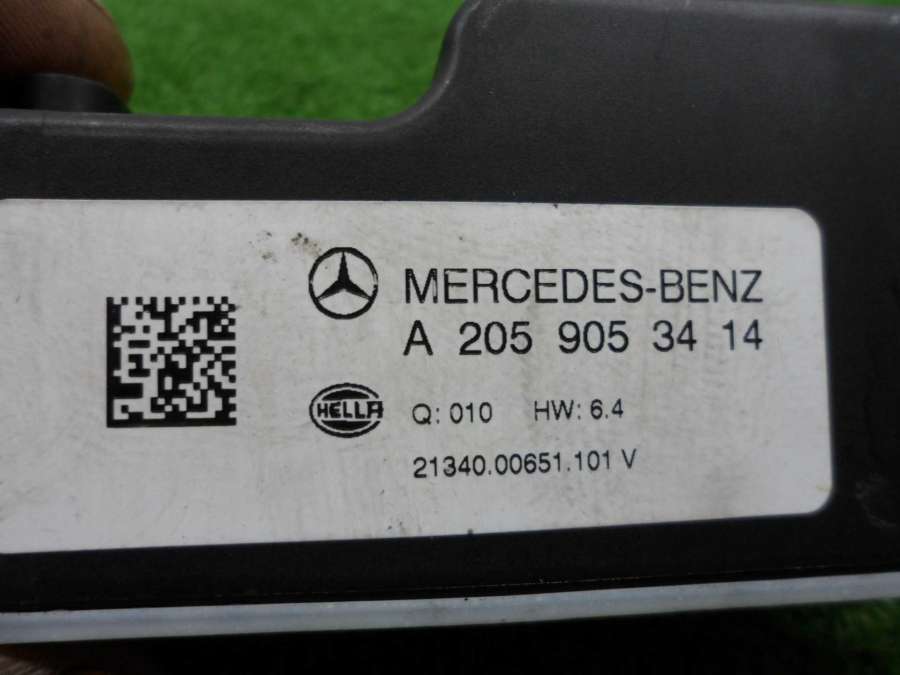 MERCEDES-BENZ
A 205 905 34 14
HELLA
Q: 010 HW: 6.4
21340.00651.101 V